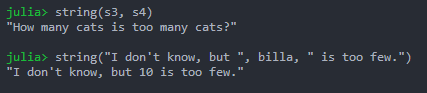 julia> string(s3, s4)
"How many cats is too many cats?"
julia> string("I don't know, but ", billa, " is too few.")
"I don't know, but 10 is too few."